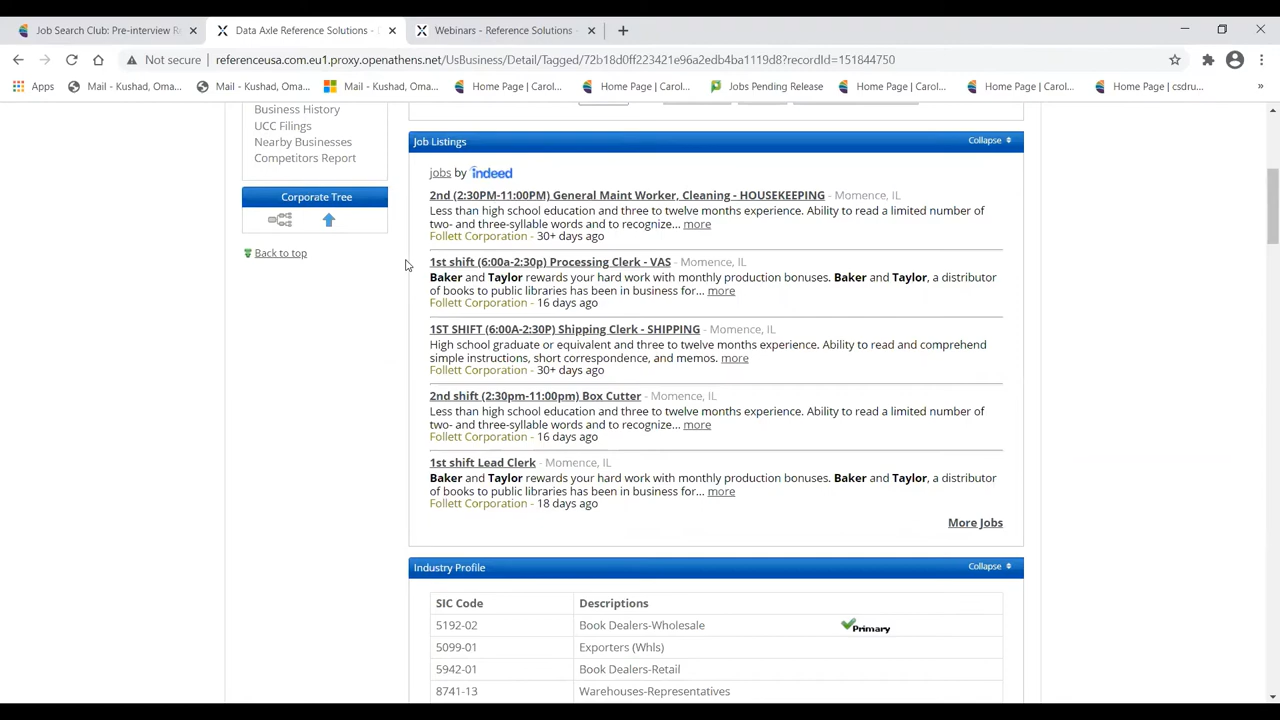 Job Search Club: Pre-interview R
Data Axle Reference Solutions -
Webinars - Reference Solutions -
Not secure
referenceusa.com.eu1.proxy.openathens.net/UsBusiness/Detail/Tagged/72b18d0ff223421e96a2edb4ba1119d8?recordId=151844750
Apps
Mail - Kushad, Oma...
Mail - Kushad, Oma...
Mail - Kushad, Oma...
Home Page | Carol...
Home Page | Carol...
Jobs Pending Release
Home Page | Carol...
Home Page | Carol...
Home Page | csdru...
»
Business History
UCC Filings
Nearby Businesses
Competitors Report
Corporate Tree
Back to top
Job Listings
Collapse
jobs by indeed
2nd (2:30PM-11:00PM) General Maint Worker, Cleaning - HOUSEKEEPING - Momence, IL
Less than high school education and three to twelve months experience. Ability to read a limited number of
two- and three-syllable words and to recognize... more
Follett Corporation - 30+ days ago
1st shift (6:00a-2:30p) Processing Clerk - VAS - Momence, IL
Baker and Taylor rewards your hard work with monthly production bonuses. Baker and Taylor, a distributor
of books to public libraries has been in business for... more
Follett Corporation - 16 days ago
1ST SHIFT (6:00A-2:30P) Shipping Clerk - SHIPPING - Momence, IL
High school graduate or equivalent and three to twelve months experience. Ability to read and comprehend
simple instructions, short correspondence, and memos. more
Follett Corporation - 30+ days ago
2nd shift (2:30pm-11:00pm) Box Cutter - Momence, IL
Less than high school education and three to twelve months experience. Ability to read a limited number of
two- and three-syllable words and to recognize... more
Follett Corporation - 16 days ago
1st shift Lead Clerk - Momence, IL
Baker and Taylor rewards your hard work with monthly production bonuses. Baker and Taylor, a distributor
of books to public libraries has been in business for... more
Follett Corporation - 18 days ago
More Jobs
Industry Profile
Collapse
SIC Code Descriptions
5192-02 Book Dealers-Wholesale Primary
5099-01 Exporters (Whls)
5942-01 Book Dealers-Retail
8741-13 Warehouses-Representatives